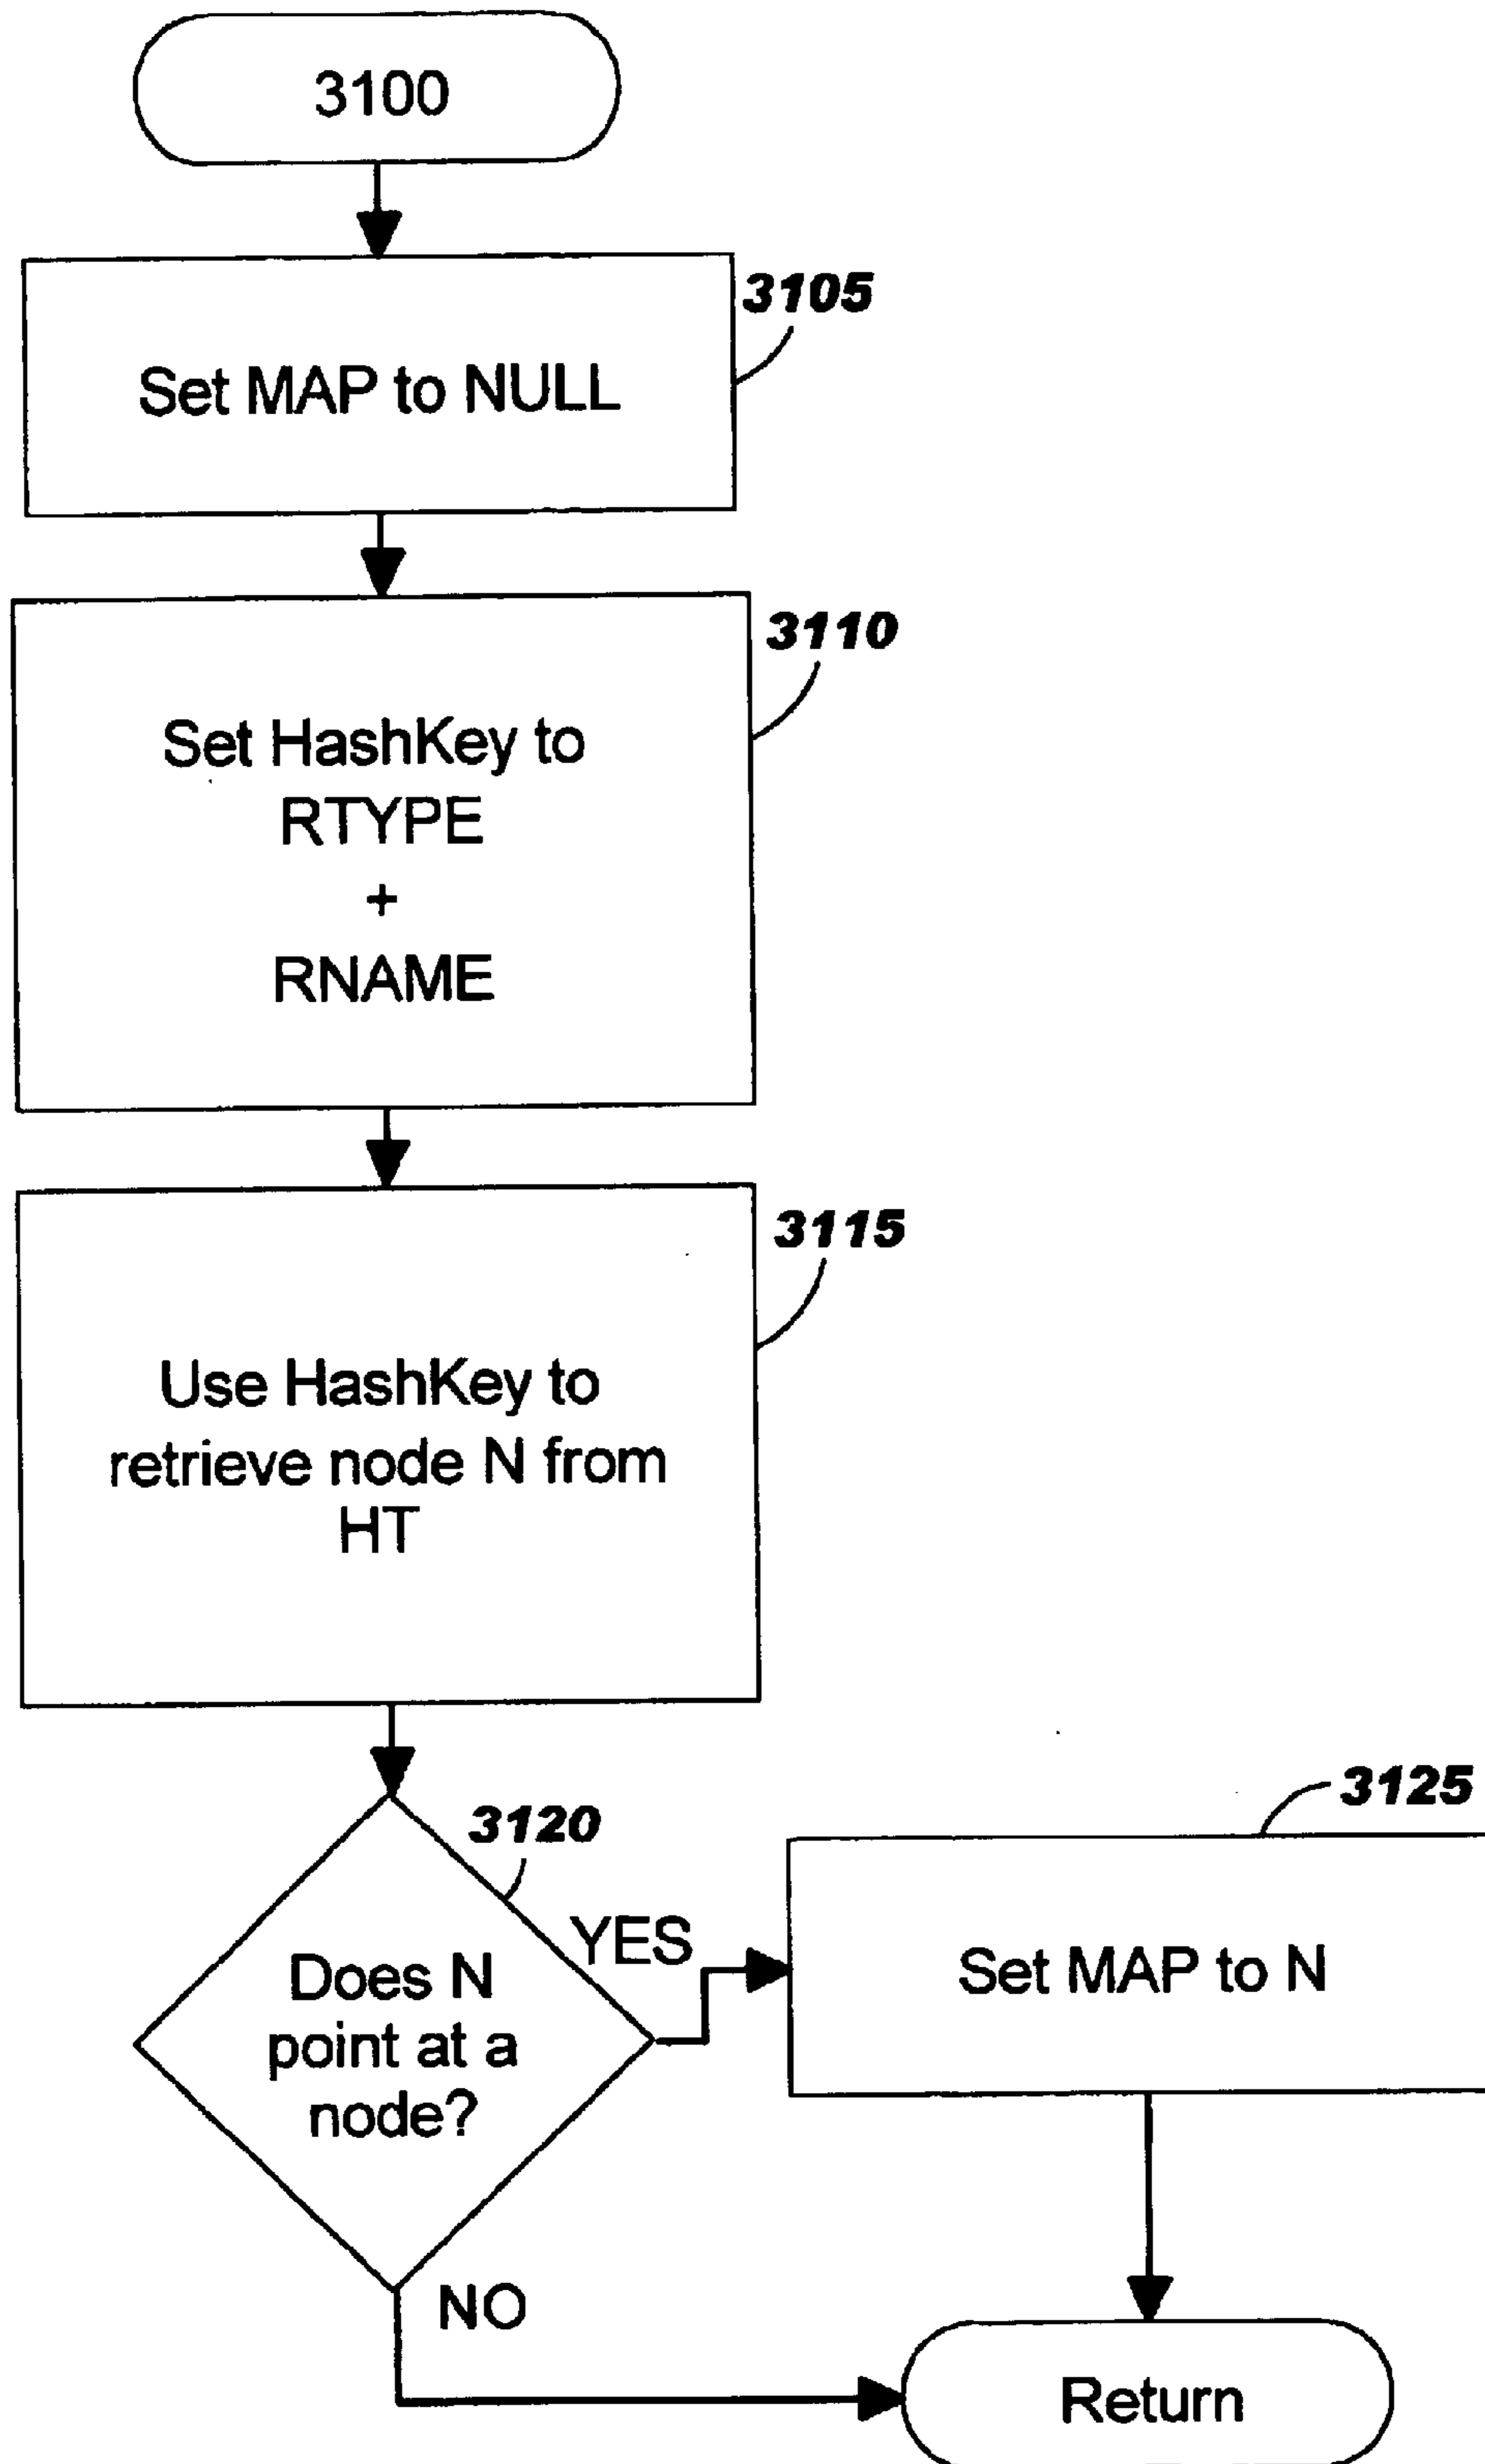 3100
3105
Set MAP to NULL
3110
Set HashKey to
RTYPE
+
RNAME
3115
Use HashKey to
retrieve node N from
HT
3120
YES
Does N
point at a
node?
NO
3125
Set MAP to N
Return